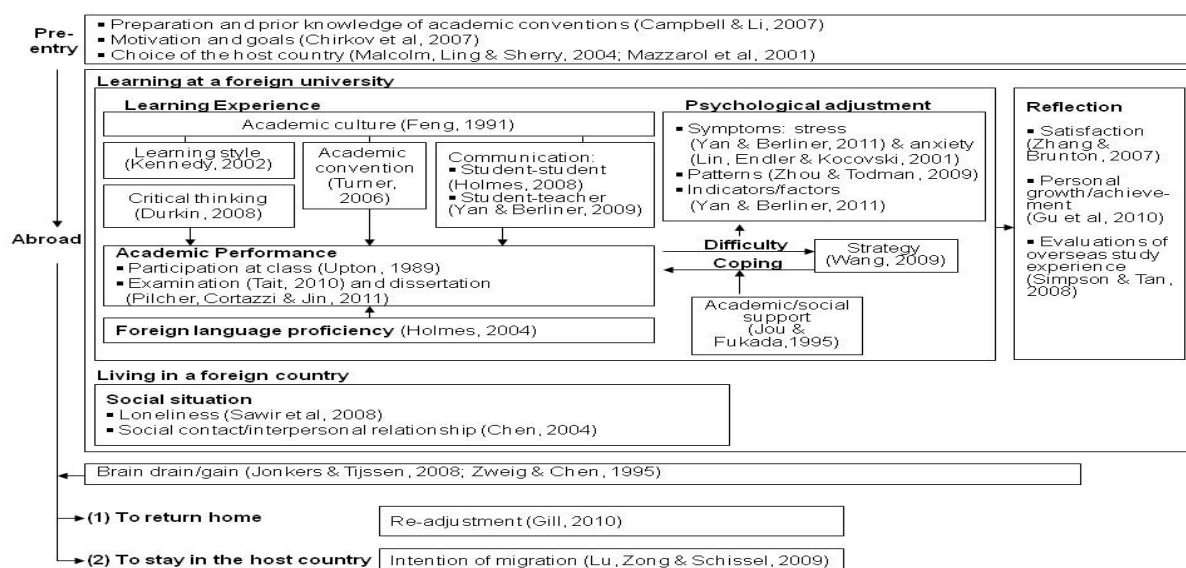 Pre-entry
▪ Preparation and prior knowledge of academic conventions (Campbell & Li, 2007)
▪ Motivation and goals (Chirkov et al, 2007)
▪ Choice of the host country (Malcolm, Ling & Sherry, 2004; Mazzarol et al, 2001)
Abroad
Learning at a foreign university
Learning Experience
Academic culture (Feng, 1991)
Learning style
(Kennedy, 2002)
Critical thinking
(Durkin, 2008)
Academic
convention
(Turner,
2006)
Communication:
▪ Student-student
(Holmes, 2008)
▪ Student-teacher
(Yan & Berliner, 2009)
Academic Performance
▪ Participation at class (Upton, 1989)
▪ Examination (Tait, 2010) and dissertation
(Pilcher, Cortazzi & Jin, 2011)
Foreign language proficiency (Holmes, 2004)
Psychological adjustment
▪ Symptoms: stress
(Yan & Berliner, 2011) & anxiety
(Lin, Endler & Kocovski, 2001)
▪ Patterns (Zhou & Todman, 2009)
▪ Indicators/factors
(Yan & Berliner, 2011)
Difficulty
Coping
Strategy
(Wang, 2009)
Academic/social
support
(Jou &
Fukada,1995)
Reflection
▪ Satisfaction
(Zhang &
Brunton, 2007)
▪ Personal
growth/achieve-
ment
(Gu et al, 2010)
▪ Evaluations of
overseas study
experience
(Simpson & Tan,
2008)
Living in a foreign country
Social situation
▪ Loneliness (Sawir et al, 2008)
▪ Social contact/interpersonal relationship (Chen, 2004)
Brain drain/gain (Jonkers & Tijssen, 2008; Zweig & Chen, 1995)
(1) To return home
Re-adjustment (Gill, 2010)
(2) To stay in the host country
Intention of migration (Lu, Zong & Schissel, 2009)